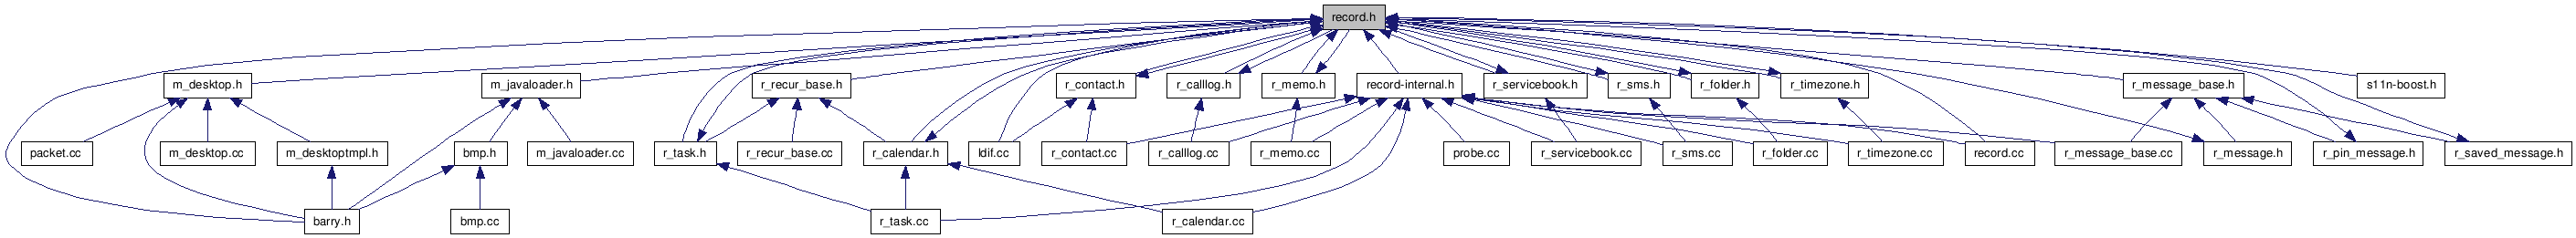 record.h
m_desktop.h
m_javaloader.h
r_recur_base.h
r_contact.h
r_calllog.h
r_memo.h
record-internal.h
r_servicebook.h
r_sms.h
r_folder.h
r_timezone.h
r_message_base.h
s11n-boost.h
packet.cc
m_desktop.cc
m_desktoptmpl.h
bmp.h
m_javaloader.cc
r_task.h
r_recur_base.cc
r_calendar.h
ldif.cc
r_contact.cc
r_calllog.cc
r_memo.cc
probe.cc
r_servicebook.cc
r_sms.cc
r_folder.cc
r_timezone.cc
record.cc
r_message_base.cc
r_message.h
r_pin_message.h
r_saved_message.h
barry.h
bmp.cc
r_task.cc
r_calendar.cc